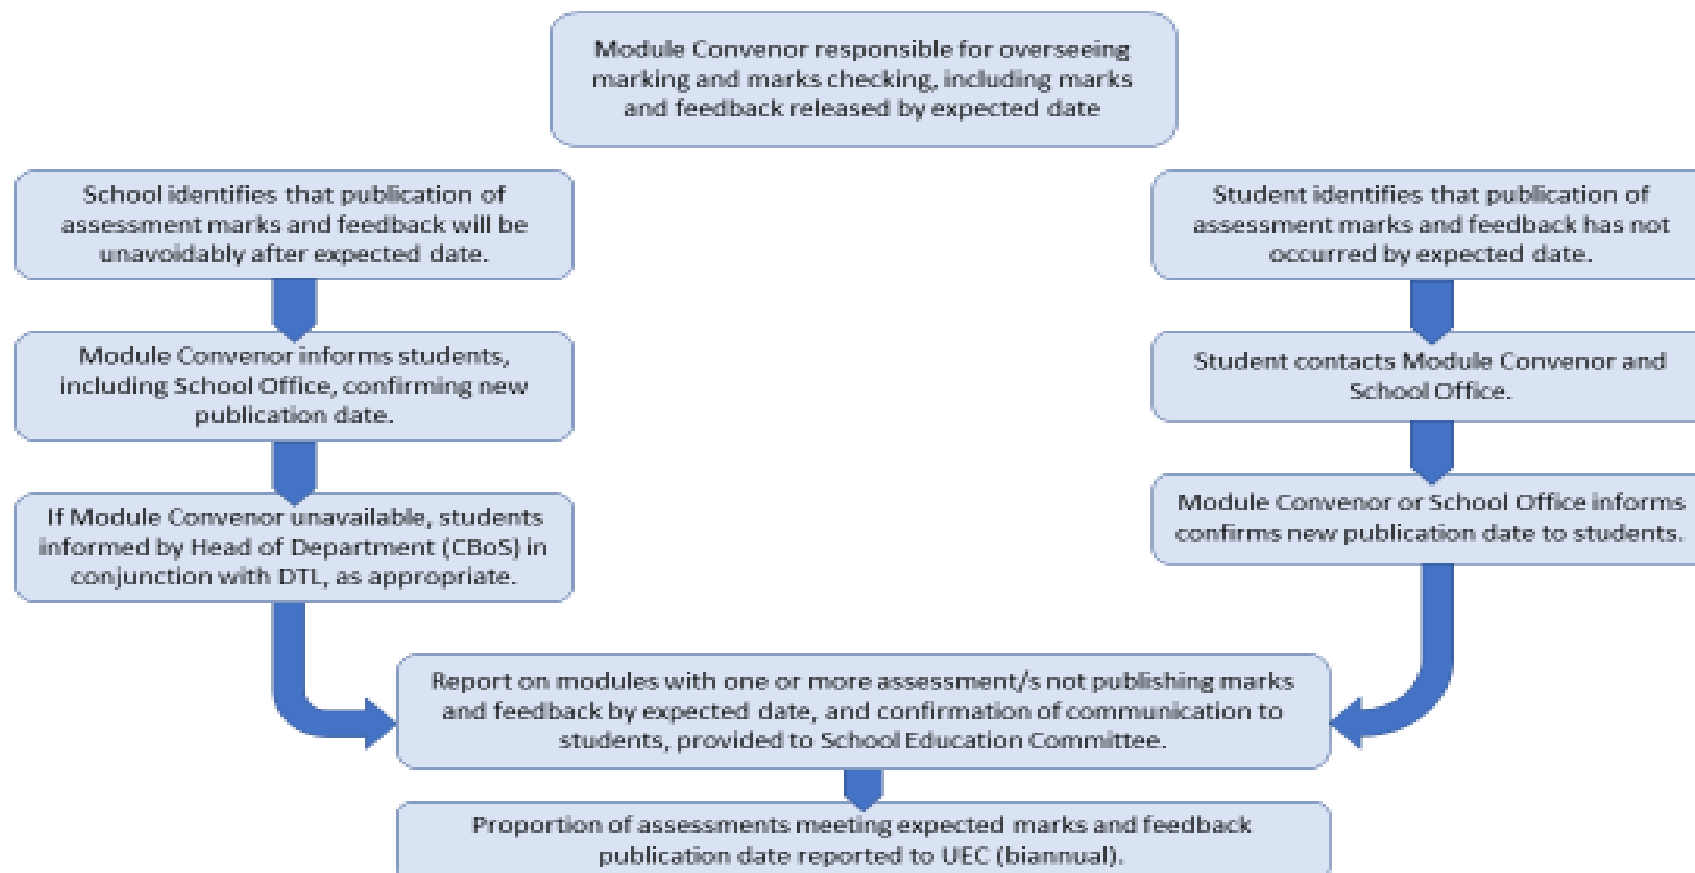 Module Convenor responsible for overseeing
marking and marks checking, including marks
and feedback released by expected date
School identifies that publication of
assessment marks and feedback will be
unavoidably after expected date.
Module Convenor informs students,
including School Office, confirming new
publication date.
If Module Convenor unavailable, students
informed by Head of Department (CBoS) in
conjunction with DTL, as appropriate.
Student identifies that publication of
assessment marks and feedback has not
occurred by expected date.
Student contacts Module Convenor and
School Office.
Module Convenor or School Office informs
confirms new publication date to students.
Report on modules with one or more assessment/s not publishing marks
and feedback by expected date, and confirmation of communication to
students, provided to School Education Committee.
Proportion of assessments meeting expected marks and feedback
publication date reported to UEC (biannual).